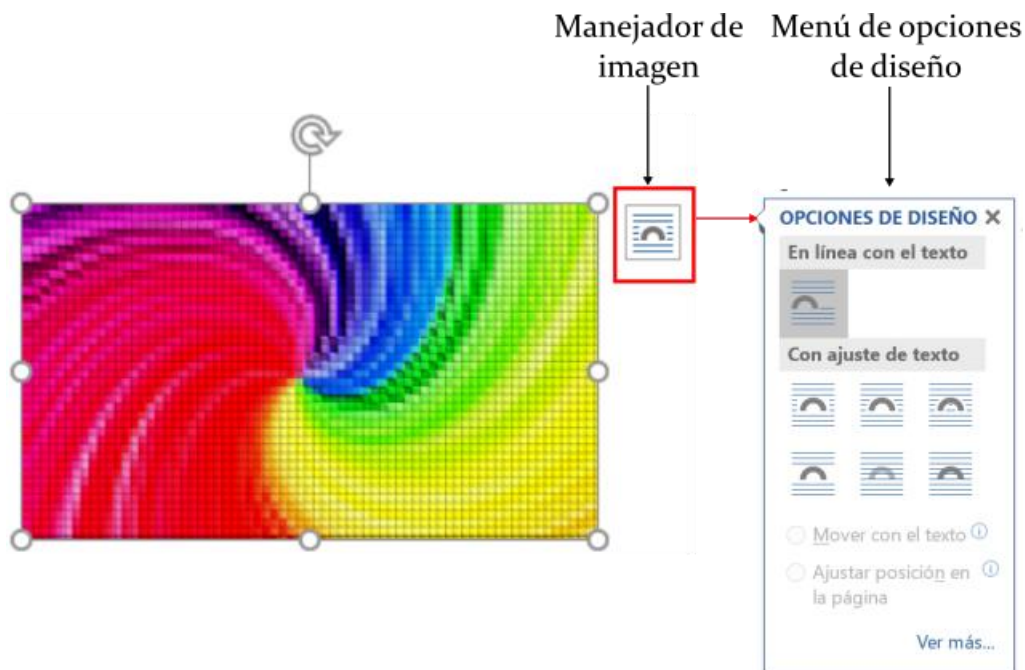 Manejador de
imagen
Menú de opciones
de diseño
OPCIONES DE DISEÑO
En línea con el texto
Con ajuste de texto
Mover con el texto
Ajustar posición en
la página
Ver más...